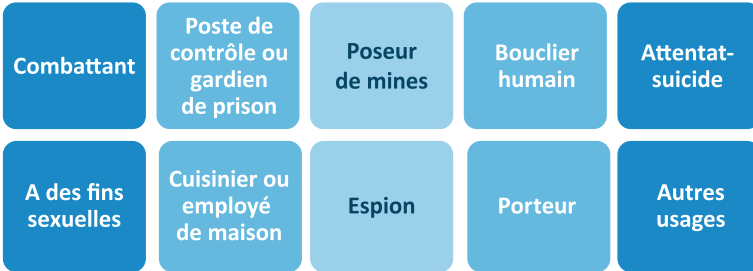 Combattant
Poste de
contrôle ou
gardien
de prison
Poseur
de mines
Bouclier
humain
Attentat-
suicide
A des fins
sexuelles
Cuisinier ou
employé
de maison
Espion
Porteur
Autres
usages